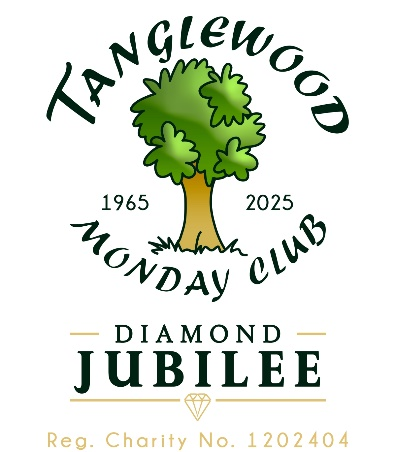 TANGLEWOOD
1965 2025
MONDAY CLUB
DIAMOND
JUBILEE
Reg. Charity No. 1202404